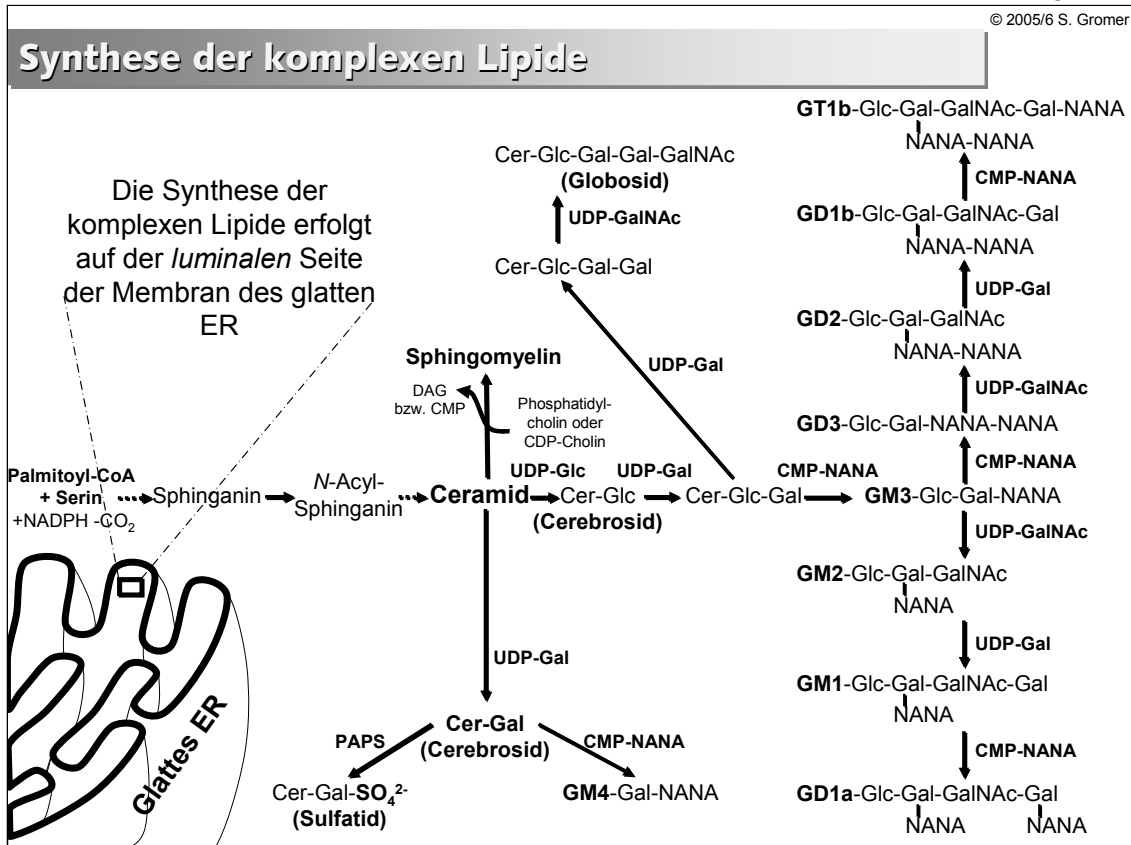 © 2005/6 S. Gromer
Synthese der komplexen Lipide
Die Synthese der
komplexen Lipide erfolgt
auf der luminalen Seite
der Membran des glatten
ER
Cer-Glc-Gal-Gal-GalNAc
(Globosid)
UDP-GalNAc
Cer-Glc-Gal-Gal
UDP-Gal
Sphingomyelin
DAG
bzw. CMP
Phosphatidyl-
cholin oder
CDP-Cholin
Palmitoyl-CoA
+ Serin
+NADPH -CO₂
Sphinganin
N-Acyl-
Sphinganin
Ceramid
UDP-Glc
Cer-Glc
(Cerebrosid)
UDP-Gal
Cer-Glc-Gal
CMP-NANA
GM3-Glc-Gal-NANA
GT1b-Glc-Gal-GalNAc-Gal-NANA
NANA-NANA
CMP-NANA
GD1b-Glc-Gal-GalNAc-Gal
NANA-NANA
UDP-Gal
GD2-Glc-Gal-GalNAc
NANA-NANA
UDP-GalNAc
GD3-Glc-Gal-NANA-NANA
CMP-NANA
UDP-GalNAc
GM2-Glc-Gal-GalNAc
NANA
UDP-Gal
GM1-Glc-Gal-GalNAc-Gal
NANA
CMP-NANA
GD1a-Glc-Gal-GalNAc-Gal
NANA NANA
UDP-Gal
Cer-Gal
(Cerebrosid)
PAPS
CMP-NANA
Cer-Gal-SO₄²⁻
(Sulfatid)
GM4-Gal-NANA
Glattes ER